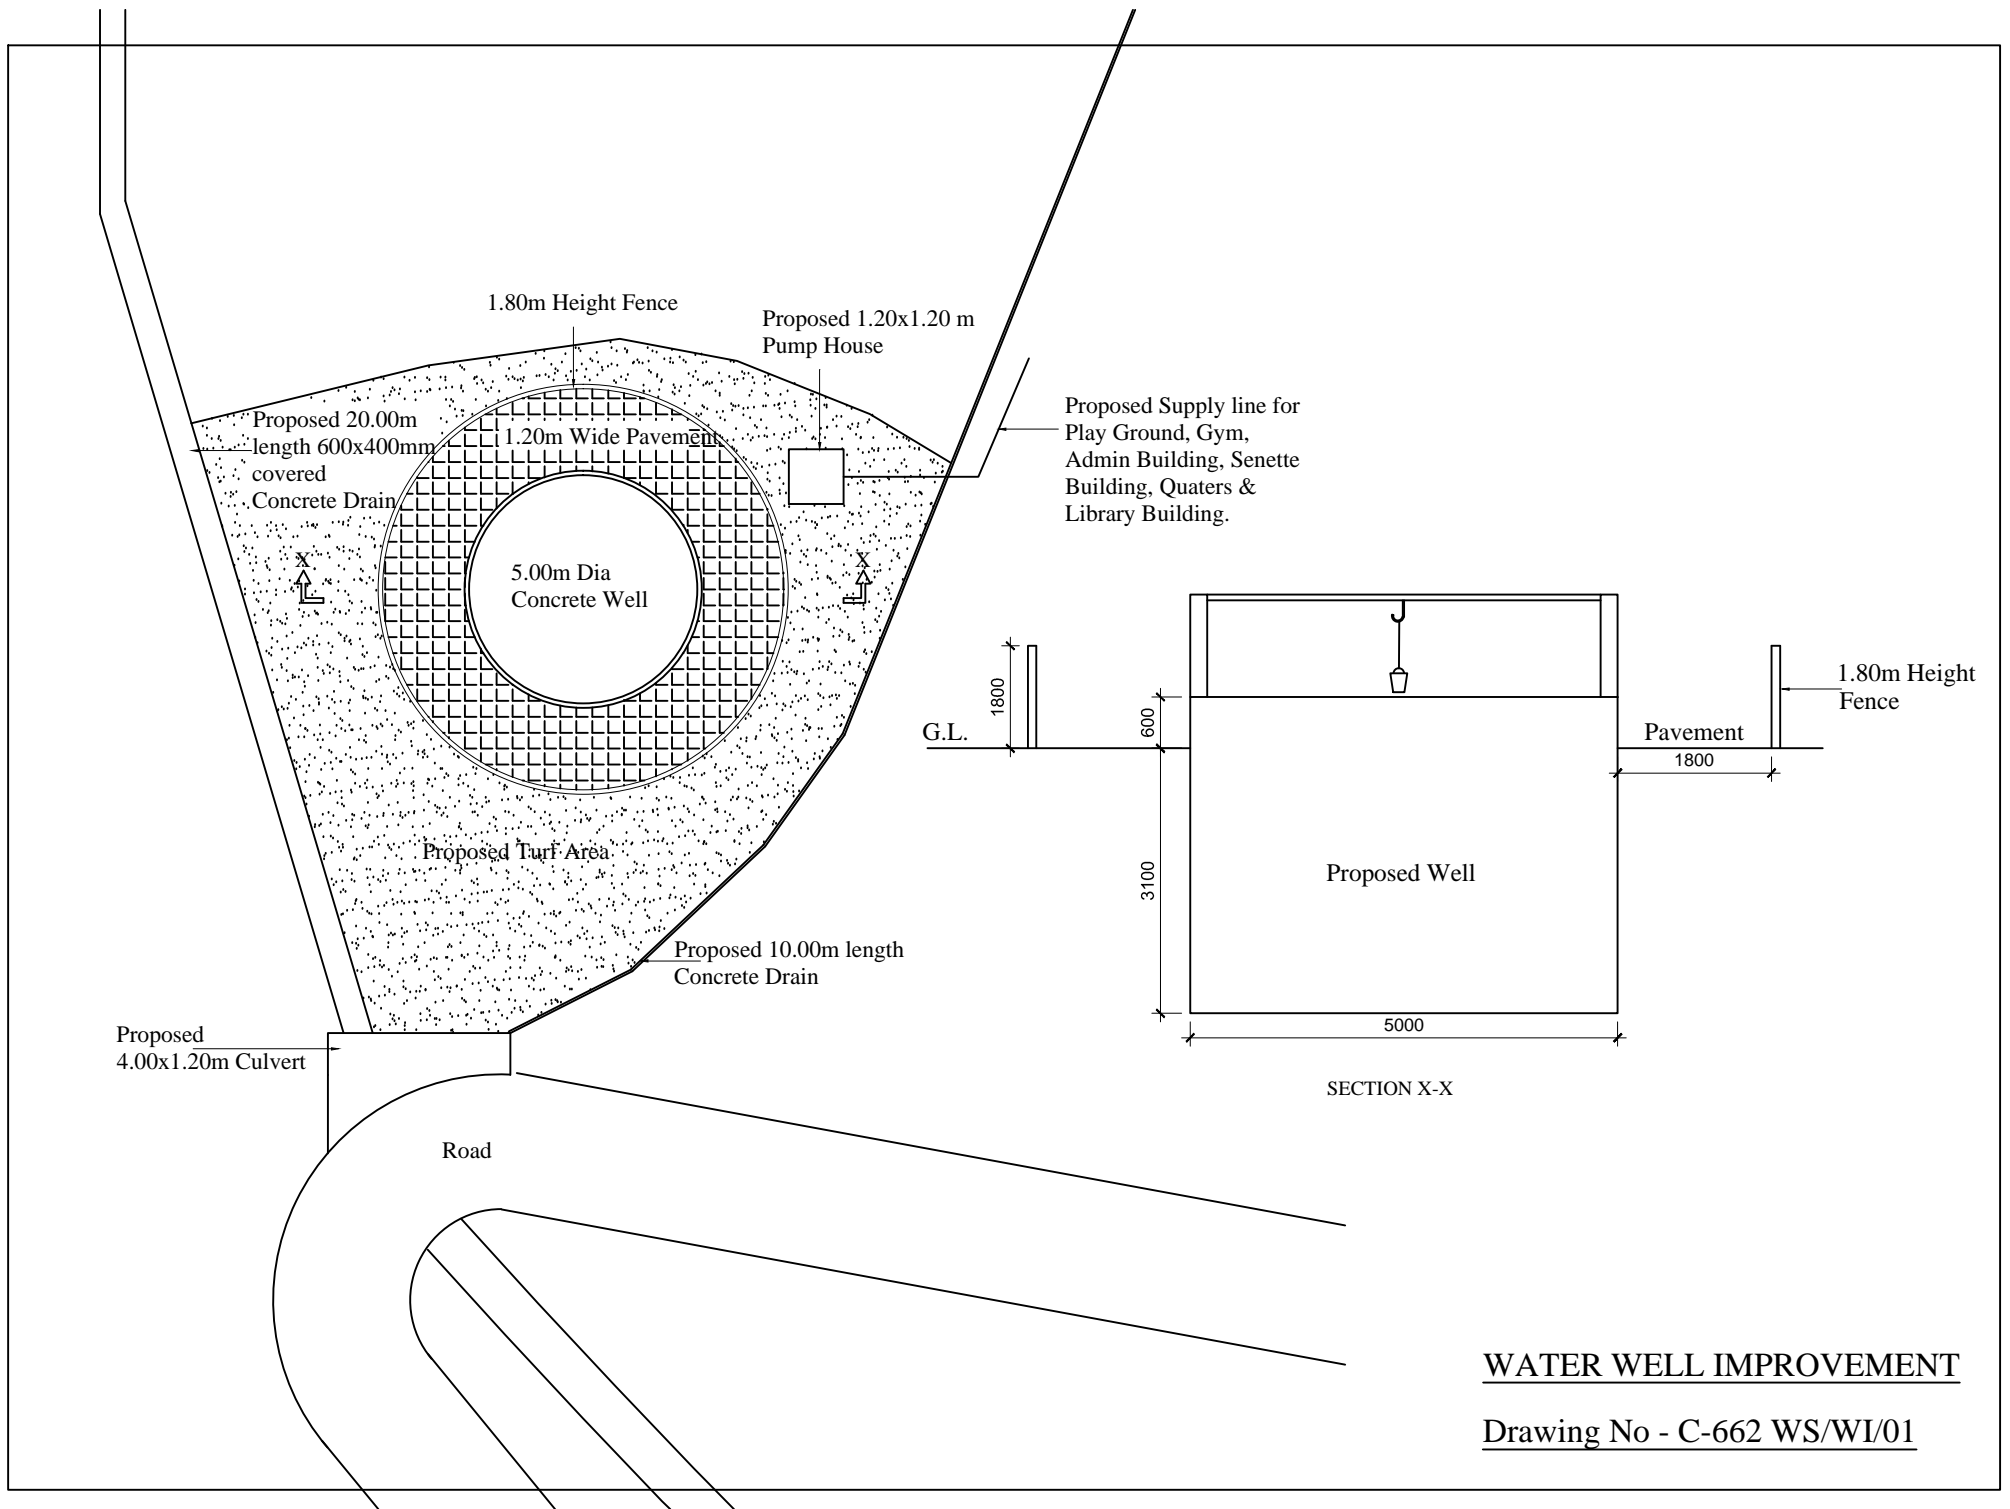 1.80m Height Fence
Proposed 1.20x1.20 m
Pump House
Proposed 20.00m
length 600x400mm
covered
Concrete Drain
1.20m Wide Pavement
Proposed Supply line for
Play Ground, Gym,
Admin Building, Senette
Building, Quaters &
Library Building.
X
X
5.00m Dia
Concrete Well
1800
600
G.L.
Pavement
1800
1.80m Height
Fence
Proposed Turf Area
3100
Proposed Well
Proposed 10.00m length
Concrete Drain
5000
Proposed
4.00x1.20m Culvert
SECTION X-X
Road
WATER WELL IMPROVEMENT
Drawing No - C-662 WS/WI/01